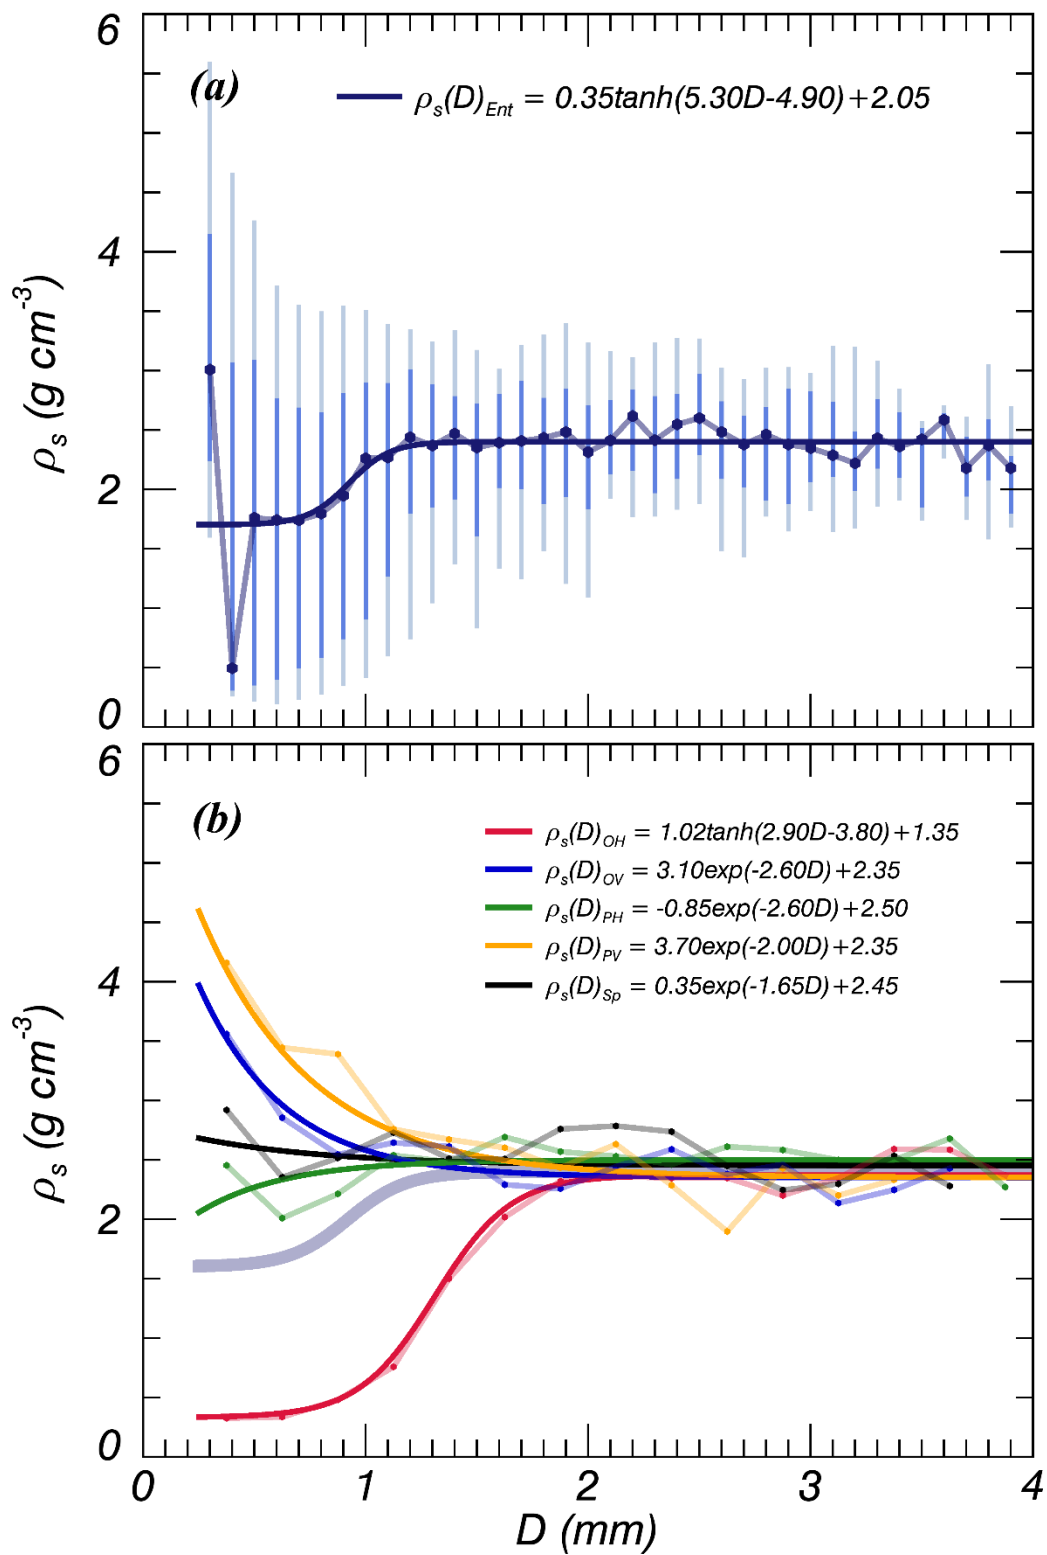 6
(a)
ρs(D)Ent = 0.35tanh(5.30D-4.90)+2.05
4
ρs (g cm-3)
2
0
6
(b)
ρs(D)OH = 1.02tanh(2.90D-3.80)+1.35
ρs(D)OV = 3.10exp(-2.60D)+2.35
ρs(D)PH = -0.85exp(-2.60D)+2.50
ρs(D)PV = 3.70exp(-2.00D)+2.35
ρs(D)Sp = 0.35exp(-1.65D)+2.45
4
ρs (g cm-3)
2
0
0 1 2 3 4
D (mm)